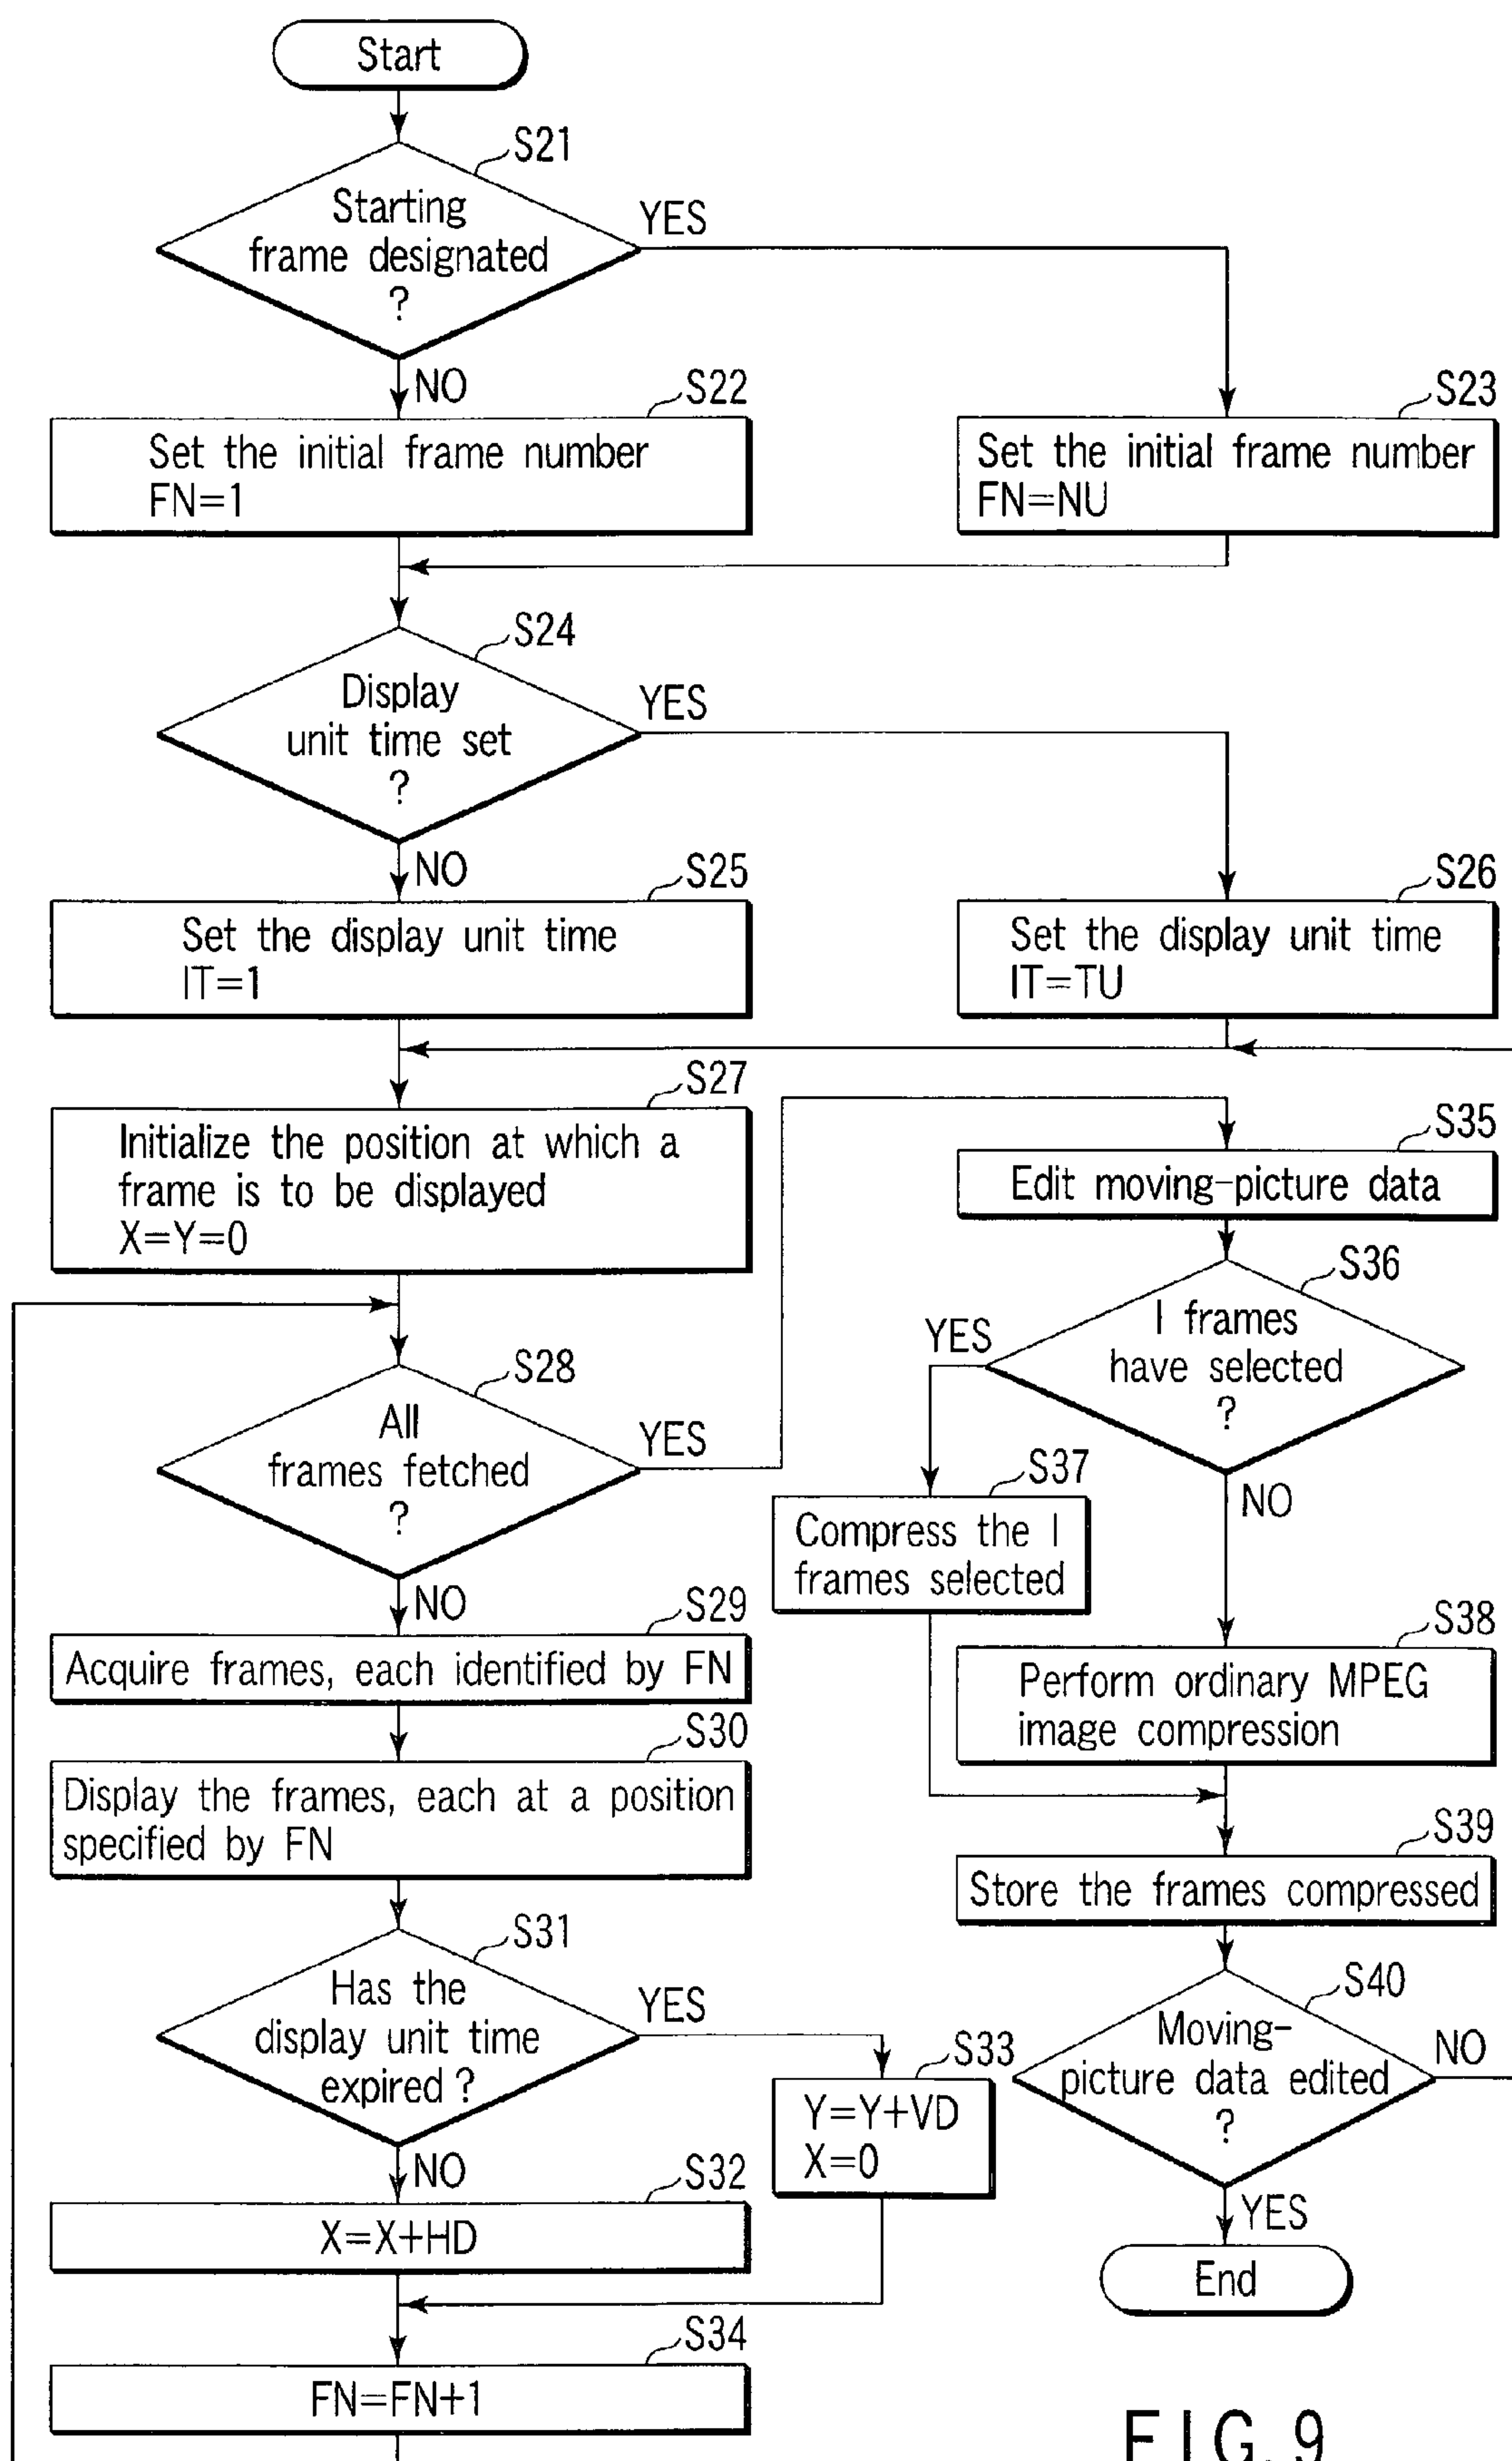 Start
S21
Starting
frame designated
?
YES
NO
S22
Set the initial frame number
FN=1
S23
Set the initial frame number
FN=NU
S24
Display
unit time set
?
YES
NO
S25
Set the display unit time
IT=1
S26
Set the display unit time
IT=TU
S27
Initialize the position at which a
frame is to be displayed
X=Y=0
S28
All
frames fetched
?
YES
NO
S29
Acquire frames, each identified by FN
S30
Display the frames, each at a position
specified by FN
S31
Has the
display unit time
expired ?
YES
NO
S32
X=X+HD
S33
Y=Y+VD
X=0
S34
FN=FN+1
S35
Edit moving-picture data
S36
I frames
have selected
?
YES
NO
S37
Compress the I
frames selected
S38
Perform ordinary MPEG
image compression
S39
Store the frames compressed
S40
Moving-
picture data edited
?
NO
YES
End
FIG. 9